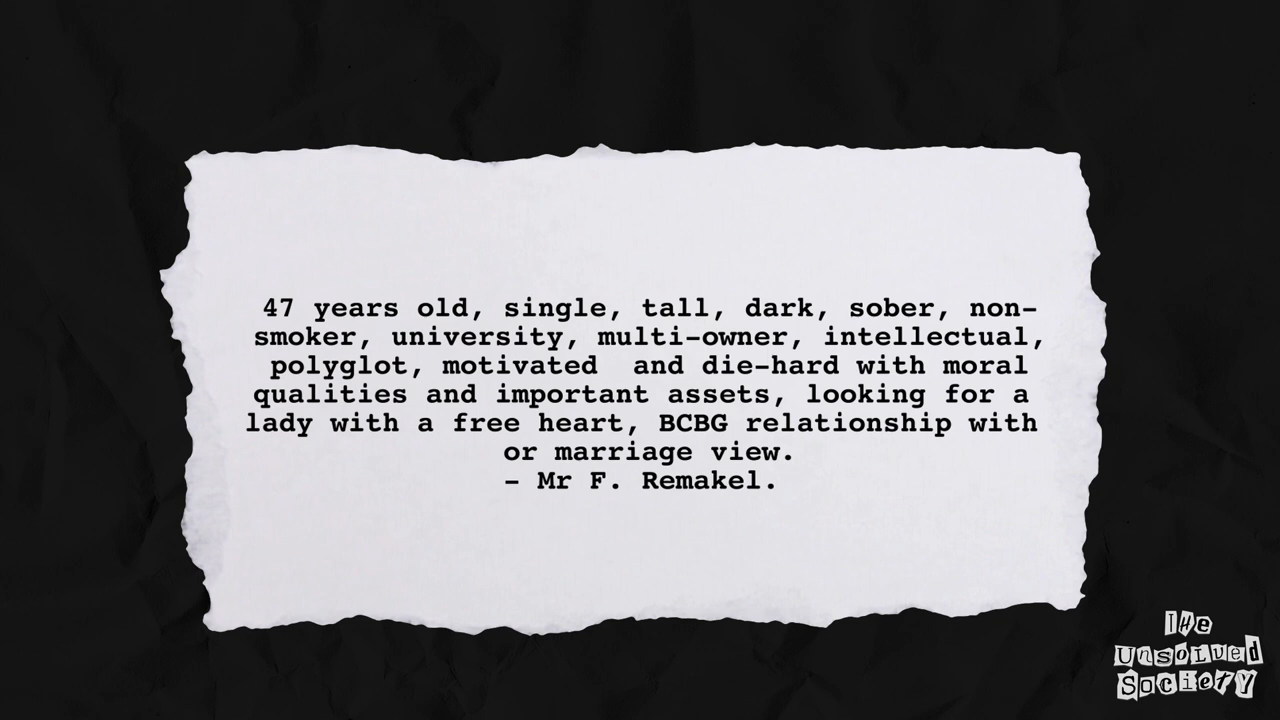 47 years old, single, tall, dark, sober, non-
smoker, university, multi-owner, intellectual,
polyglot, motivated  and die-hard with moral
qualities and important assets, looking for a
lady with a free heart, BCBG relationship with
or marriage view.
- Mr F. Remakel.
THe
UnSoLved
SocieTY